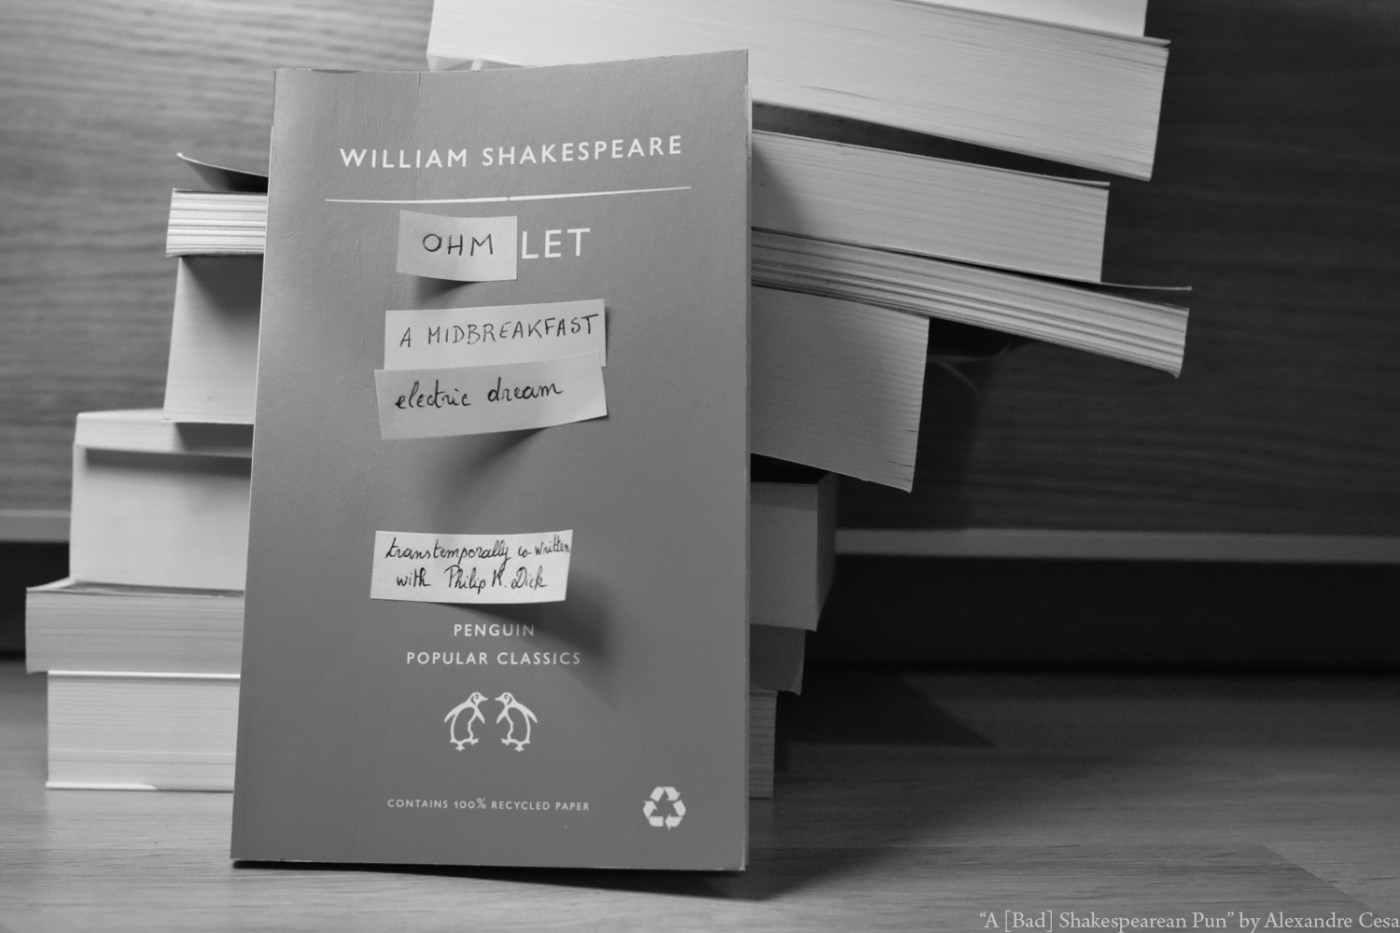 WILLIAM SHAKESPEARE
OHM LET
A MIDBREAKFAST
electric dream
transtemporally co-written
with Philip K. Dick
PENGUIN
POPULAR CLASSICS
CONTAINS 100% RECYCLED PAPER
"A [Bad] Shakespearean Pun" by Alexandre Cesa